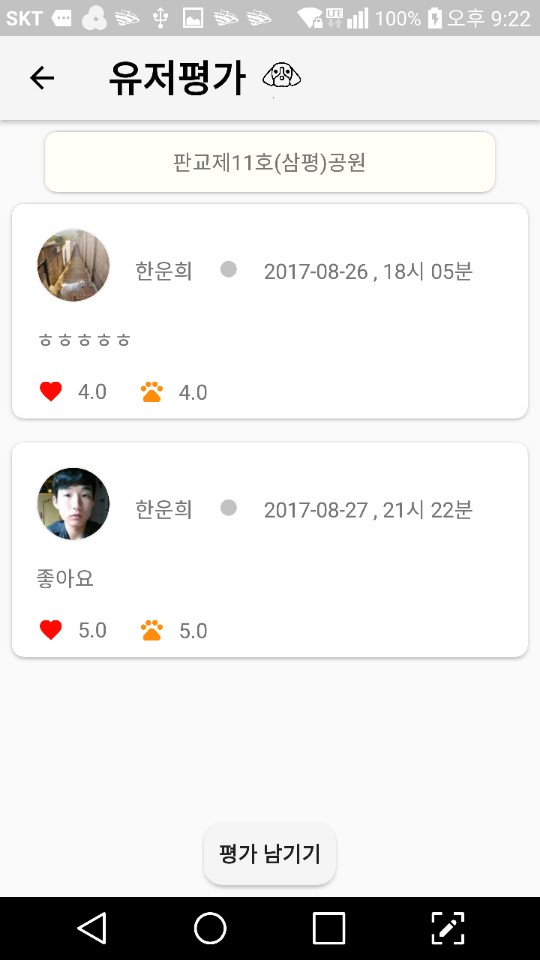 SKT LTE 100% 오후 9:22
유저평가
판교제11호(삼평)공원
한운희 2017-08-26 , 18시 05분
ㅎㅎㅎㅎㅎ
4.0 4.0
한운희 2017-08-27 , 21시 22분
좋아요
5.0 5.0
평가 남기기